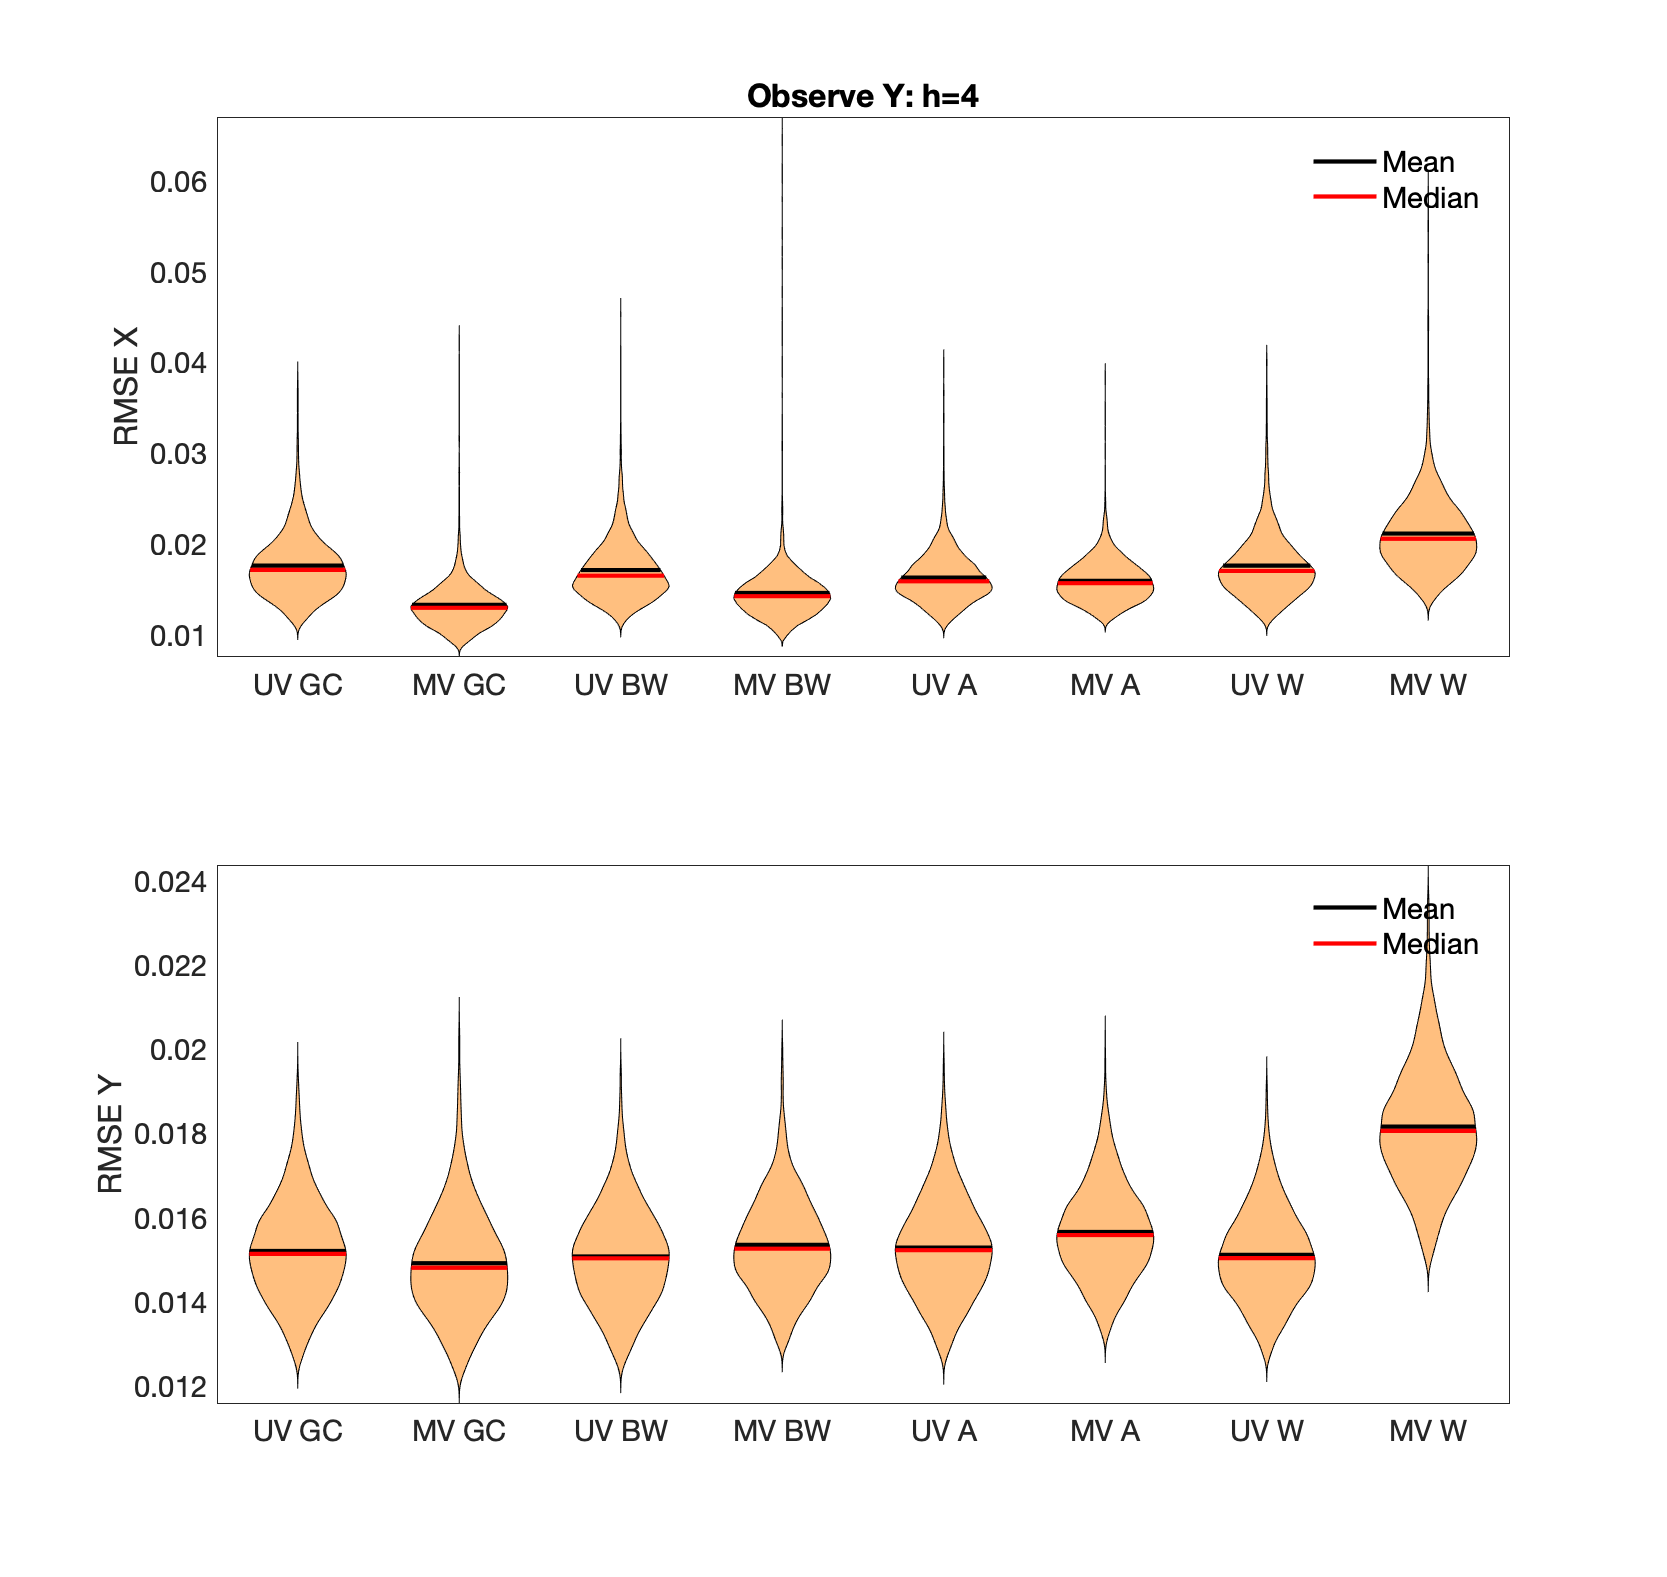 Observe Y: h=4
Mean
Median
RMSE X
0.06
0.05
0.04
0.03
0.02
0.01
UV GC MV GC UV BW MV BW UV A MV A UV W MV W
Mean
Median
RMSE Y
0.024
0.022
0.02
0.018
0.016
0.014
0.012
UV GC MV GC UV BW MV BW UV A MV A UV W MV W